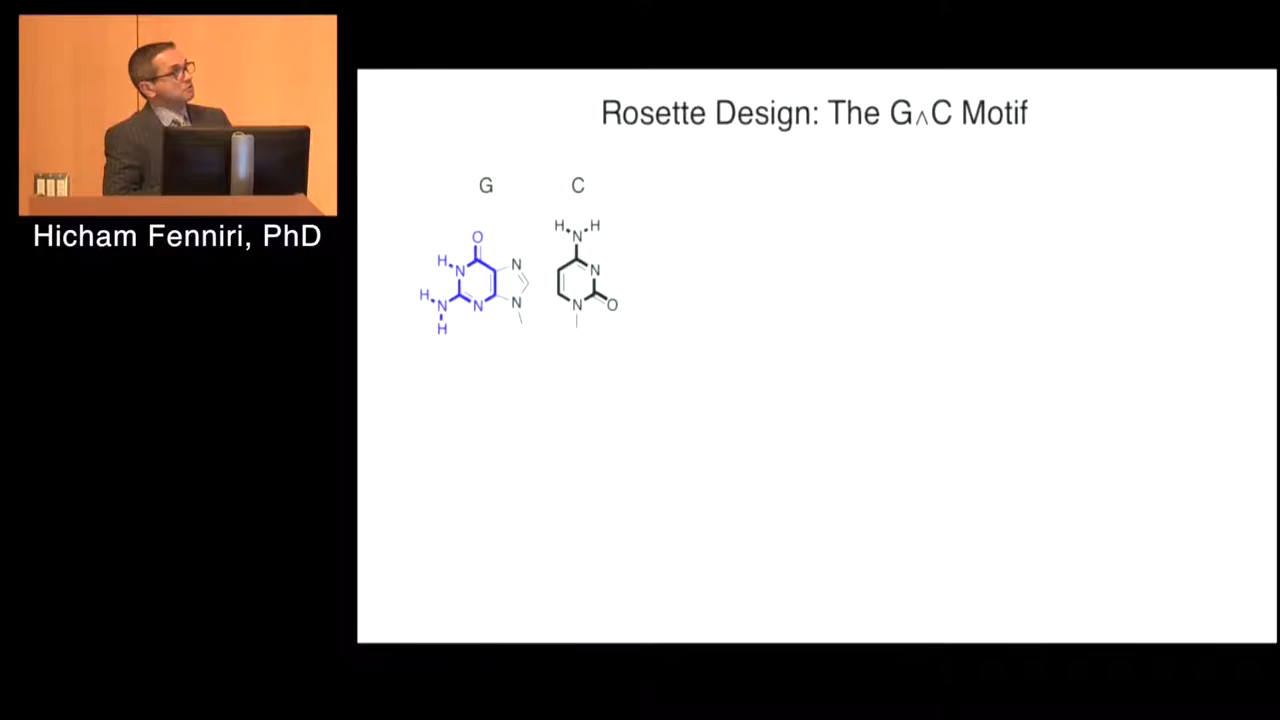 Rosette Design: The G∧C Motif
G C
O
H
N
N
H
N
N
N
H
H H
N
N
N
O
Hicham Fenniri, PhD